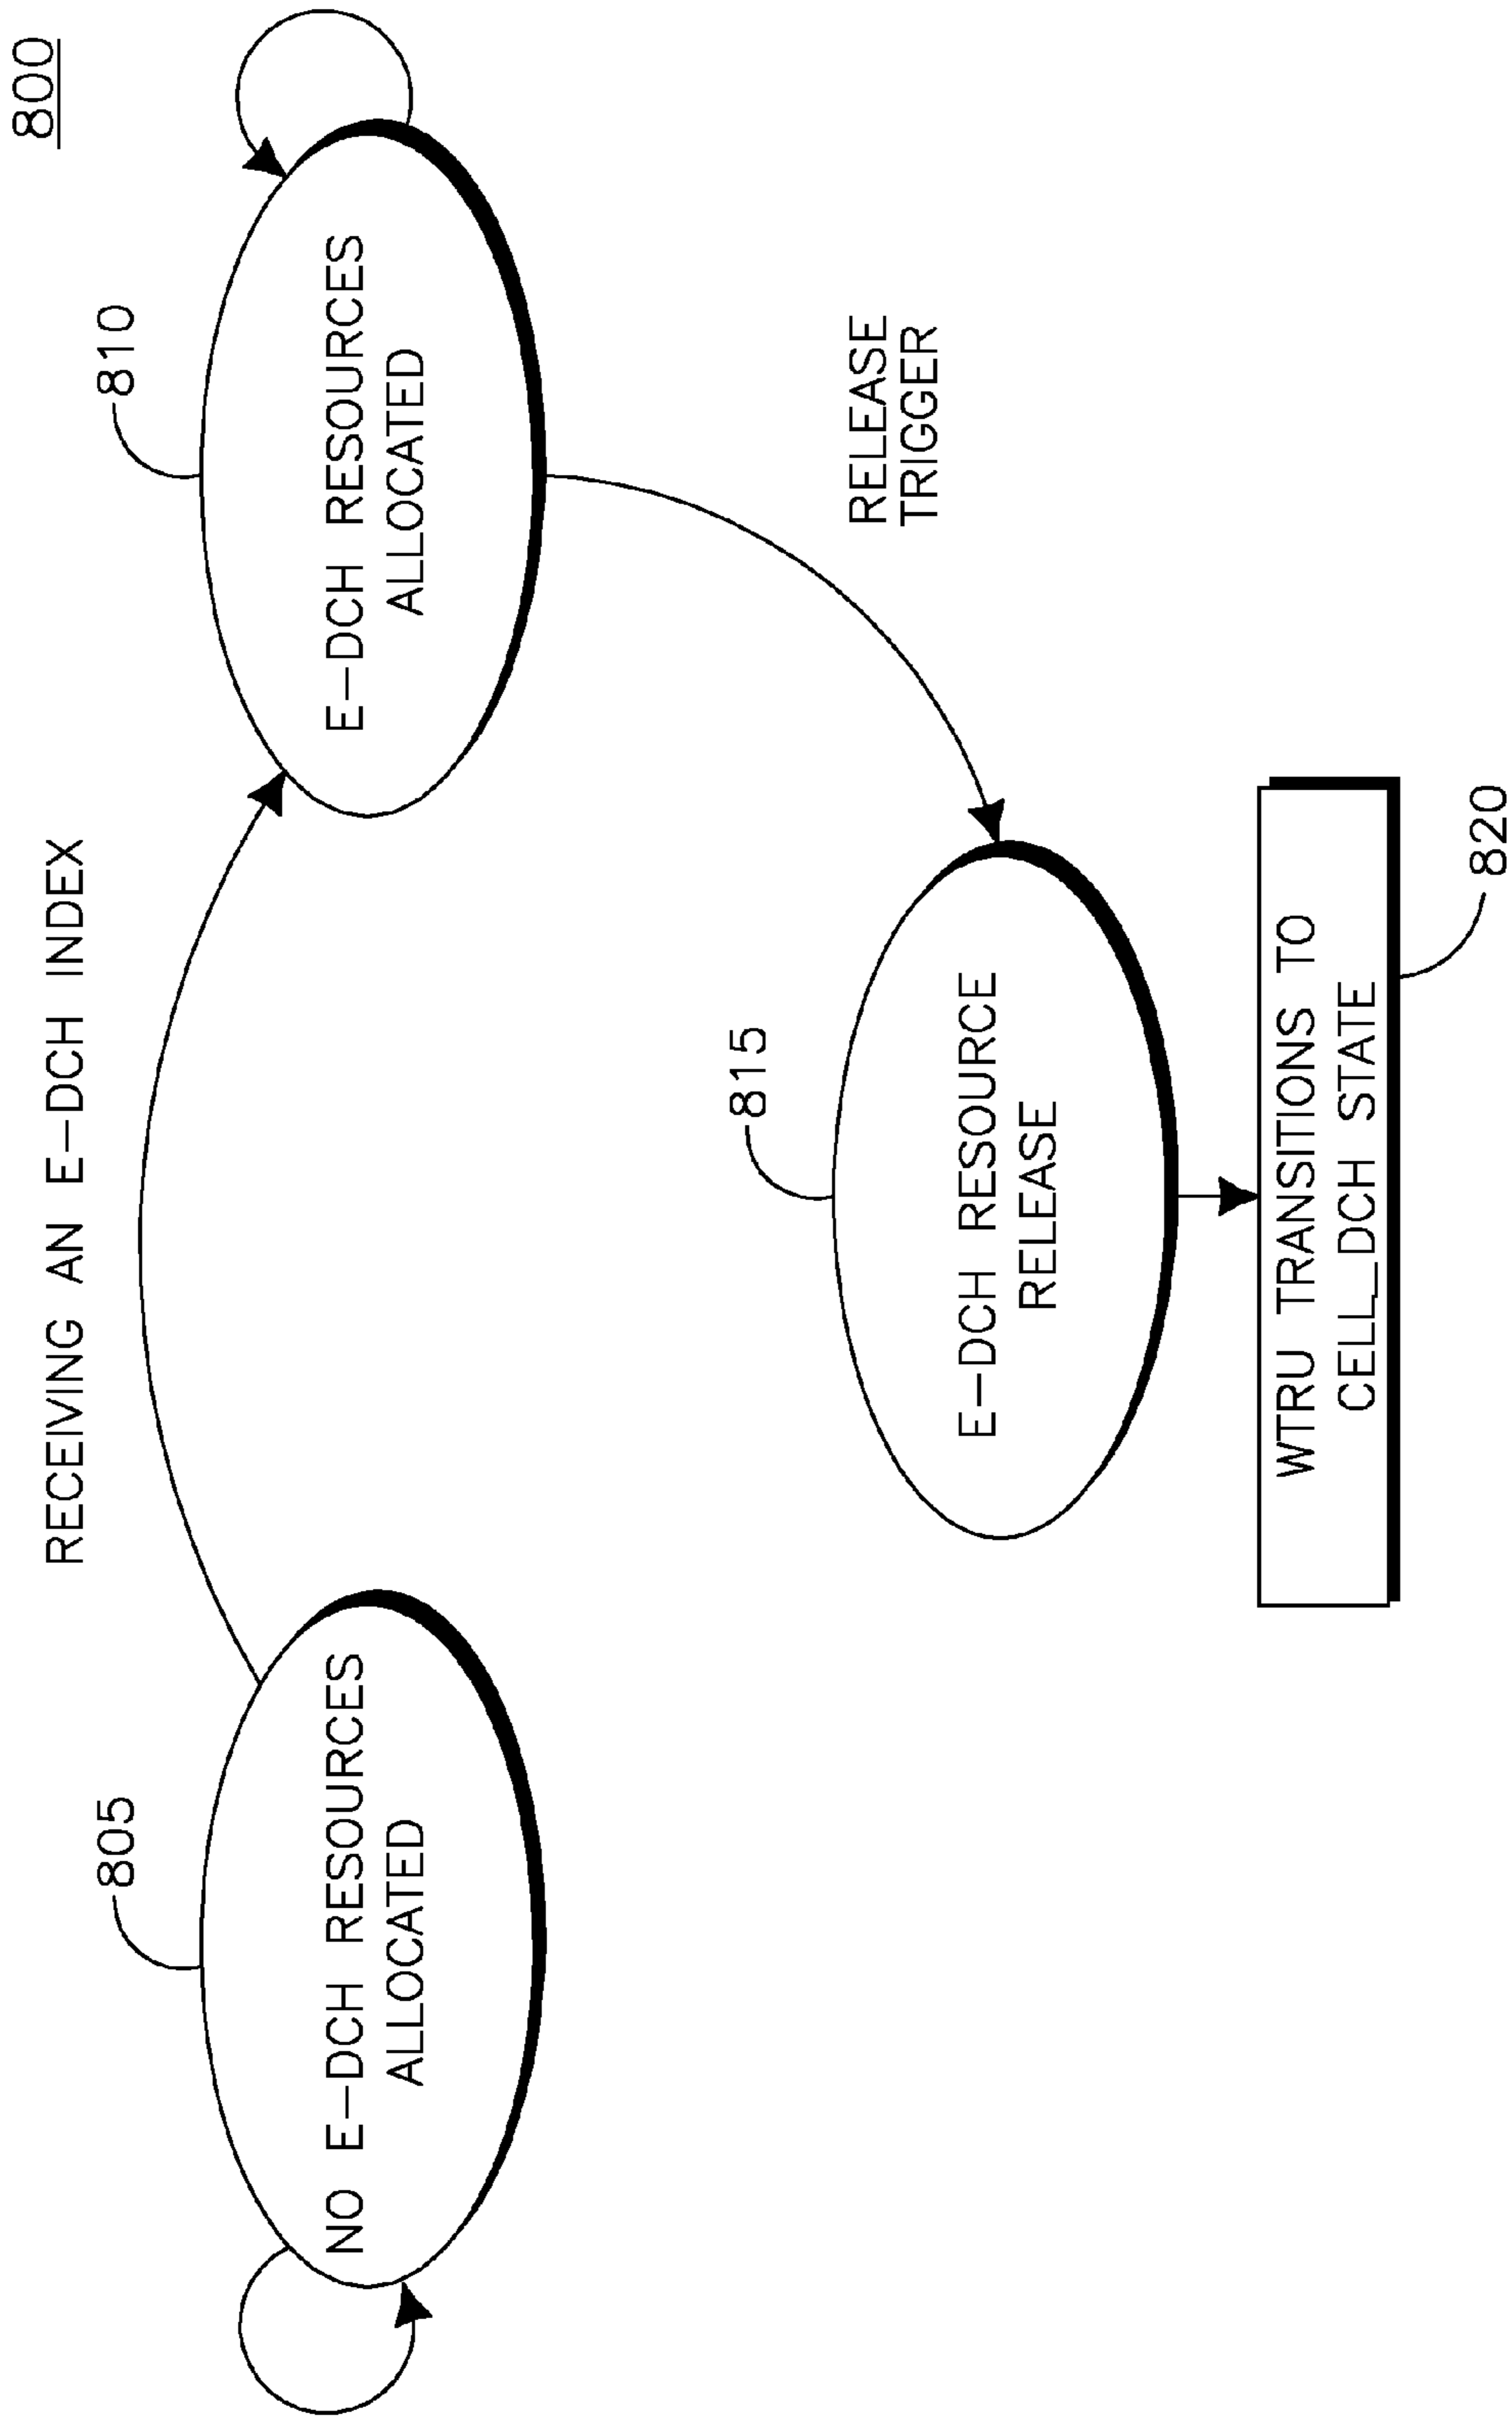 800
RECEIVING AN E-DCH INDEX
805
NO E-DCH RESOURCES
ALLOCATED
810
E-DCH RESOURCES
ALLOCATED
RELEASE
TRIGGER
815
E-DCH RESOURCE
RELEASE
WTRU TRANSITIONS TO
CELL_DCH STATE
820